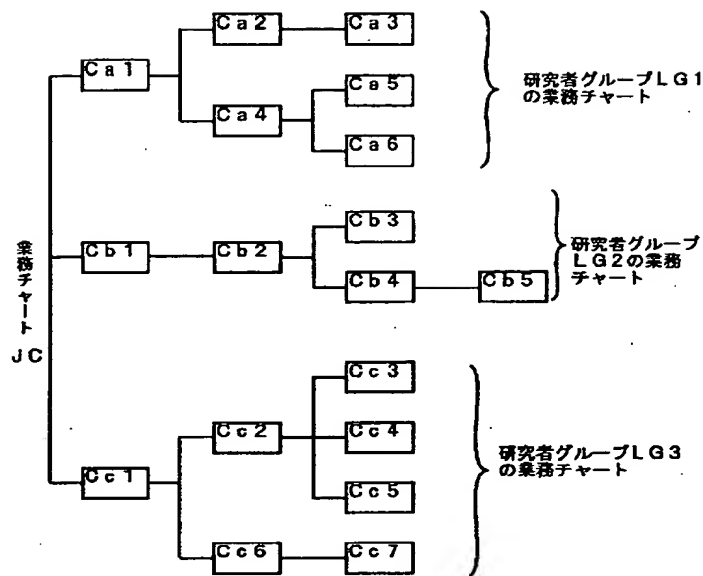 Ca2
Ca3
Ca1
Ca5
Ca4
Ca6
研究者グループLG1
の業務チャート
Cb3
業務チャート
JC
Cb1
Cb2
Cb4
Cb5
研究者グループ
LG2の業務
チャート
Cc3
Cc2
Cc4
Cc1
Cc5
Cc6
Cc7
研究者グループLG3
の業務チャート